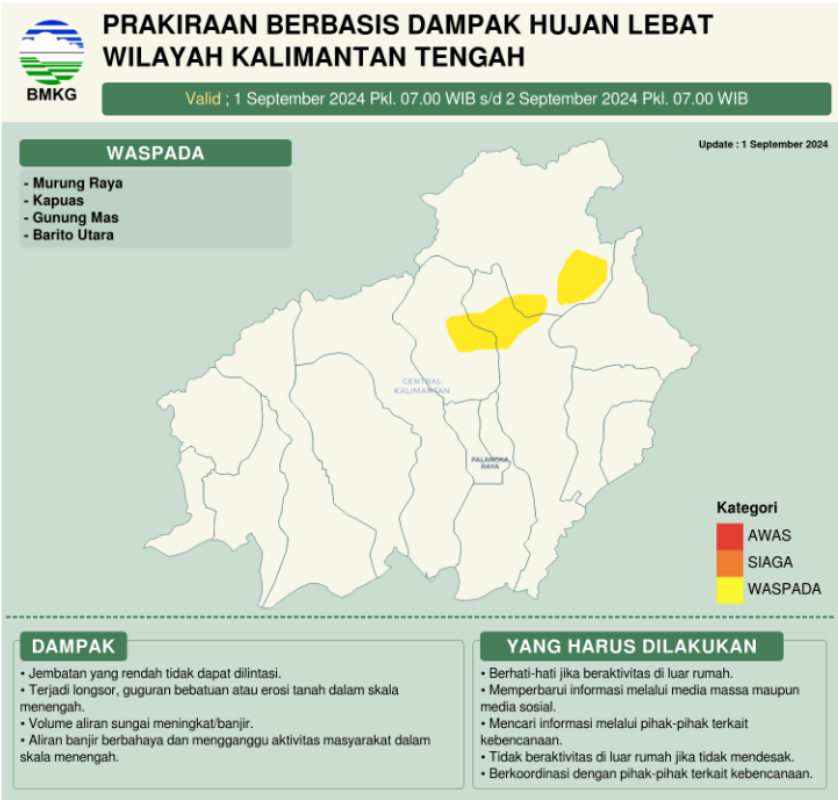 PRAKIRAAN BERBASIS DAMPAK HUJAN LEBAT
WILAYAH KALIMANTAN TENGAH
BMKG
Valid ; 1 September 2024 Pkl. 07.00 WIB s/d 2 September 2024 Pkl. 07.00 WIB
Update : 1 September 2024
WASPADA
- Murung Raya
- Kapuas
- Gunung Mas
- Barito Utara
CENTRAL
KALIMANTAN
PALANGKA
RAYA
Kategori
AWAS
SIAGA
WASPADA
DAMPAK
• Jembatan yang rendah tidak dapat dilintasi.
• Terjadi longsor, guguran bebatuan atau erosi tanah dalam skala
menengah.
• Volume aliran sungai meningkat/banjir.
• Aliran banjir berbahaya dan mengganggu aktivitas masyarakat dalam
skala menengah.
YANG HARUS DILAKUKAN
• Berhati-hati jika beraktivitas di luar rumah.
• Memperbarui informasi melalui media massa maupun
media sosial.
• Mencari informasi melalui pihak-pihak terkait
kebencanaan.
• Tidak beraktivitas di luar rumah jika tidak mendesak.
• Berkoordinasi dengan pihak-pihak terkait kebencanaan.